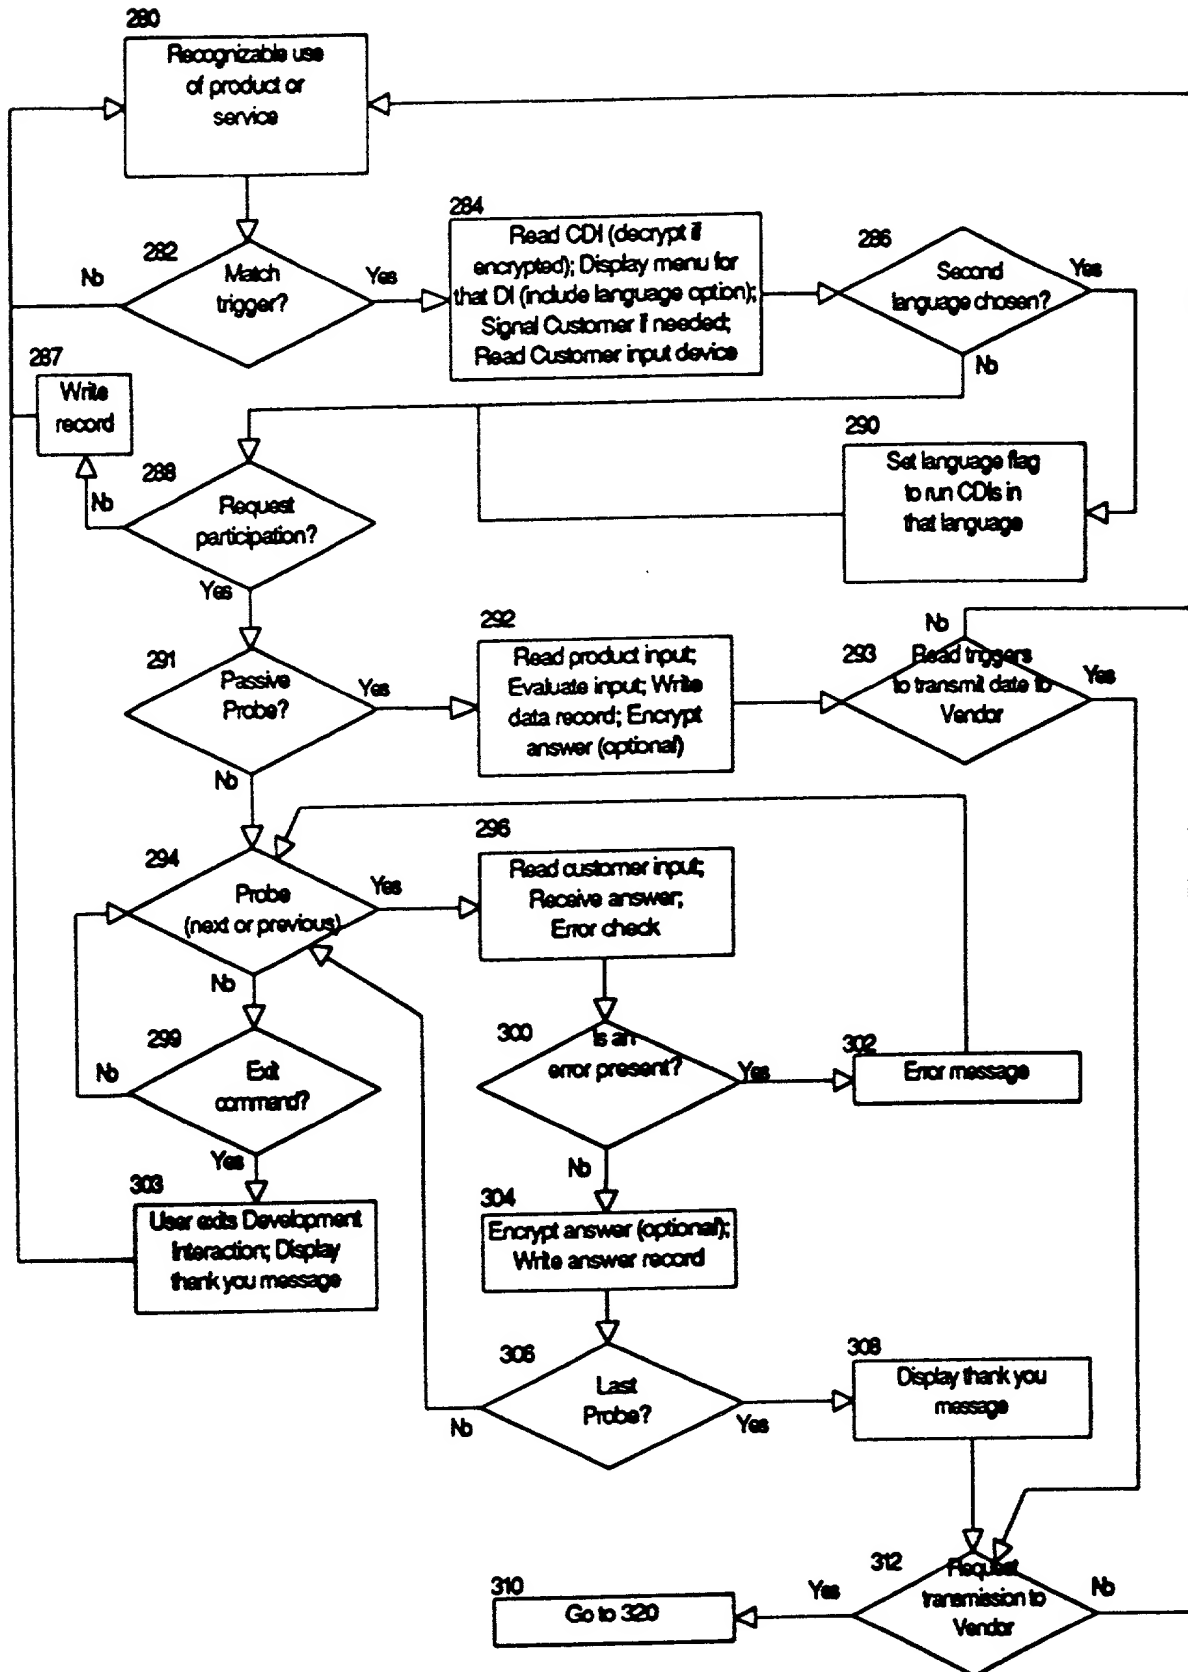 280
Recognizable use
of product or
service
282
Match
trigger?
No
Yes
284
Read CDI (decrypt if
encrypted); Display menu for
that DI (include language option);
Signal Customer if needed;
Read Customer input device
286
Second
language chosen?
Yes
No
287
Write
record
288
Request
participation?
No
Yes
290
Set language flag
to run CDIs in
that language
291
Passive
Probe?
Yes
No
292
Read product input;
Evaluate input; Write
data record; Encrypt
answer (optional)
293
No
Read triggers
to transmit date to
Vendor
Yes
294
Probe
(next or previous)
Yes
No
296
Read customer input;
Receive answer;
Error check
299
Exit
command?
No
Yes
300
Is an
error present?
Yes
No
302
Error message
303
User exits Development
Interaction; Display
thank you message
304
Encrypt answer (optional);
Write answer record
306
Last
Probe?
No
Yes
308
Display thank you
message
310
Go to 320
312
Request
transmission to
Vendor
Yes
No